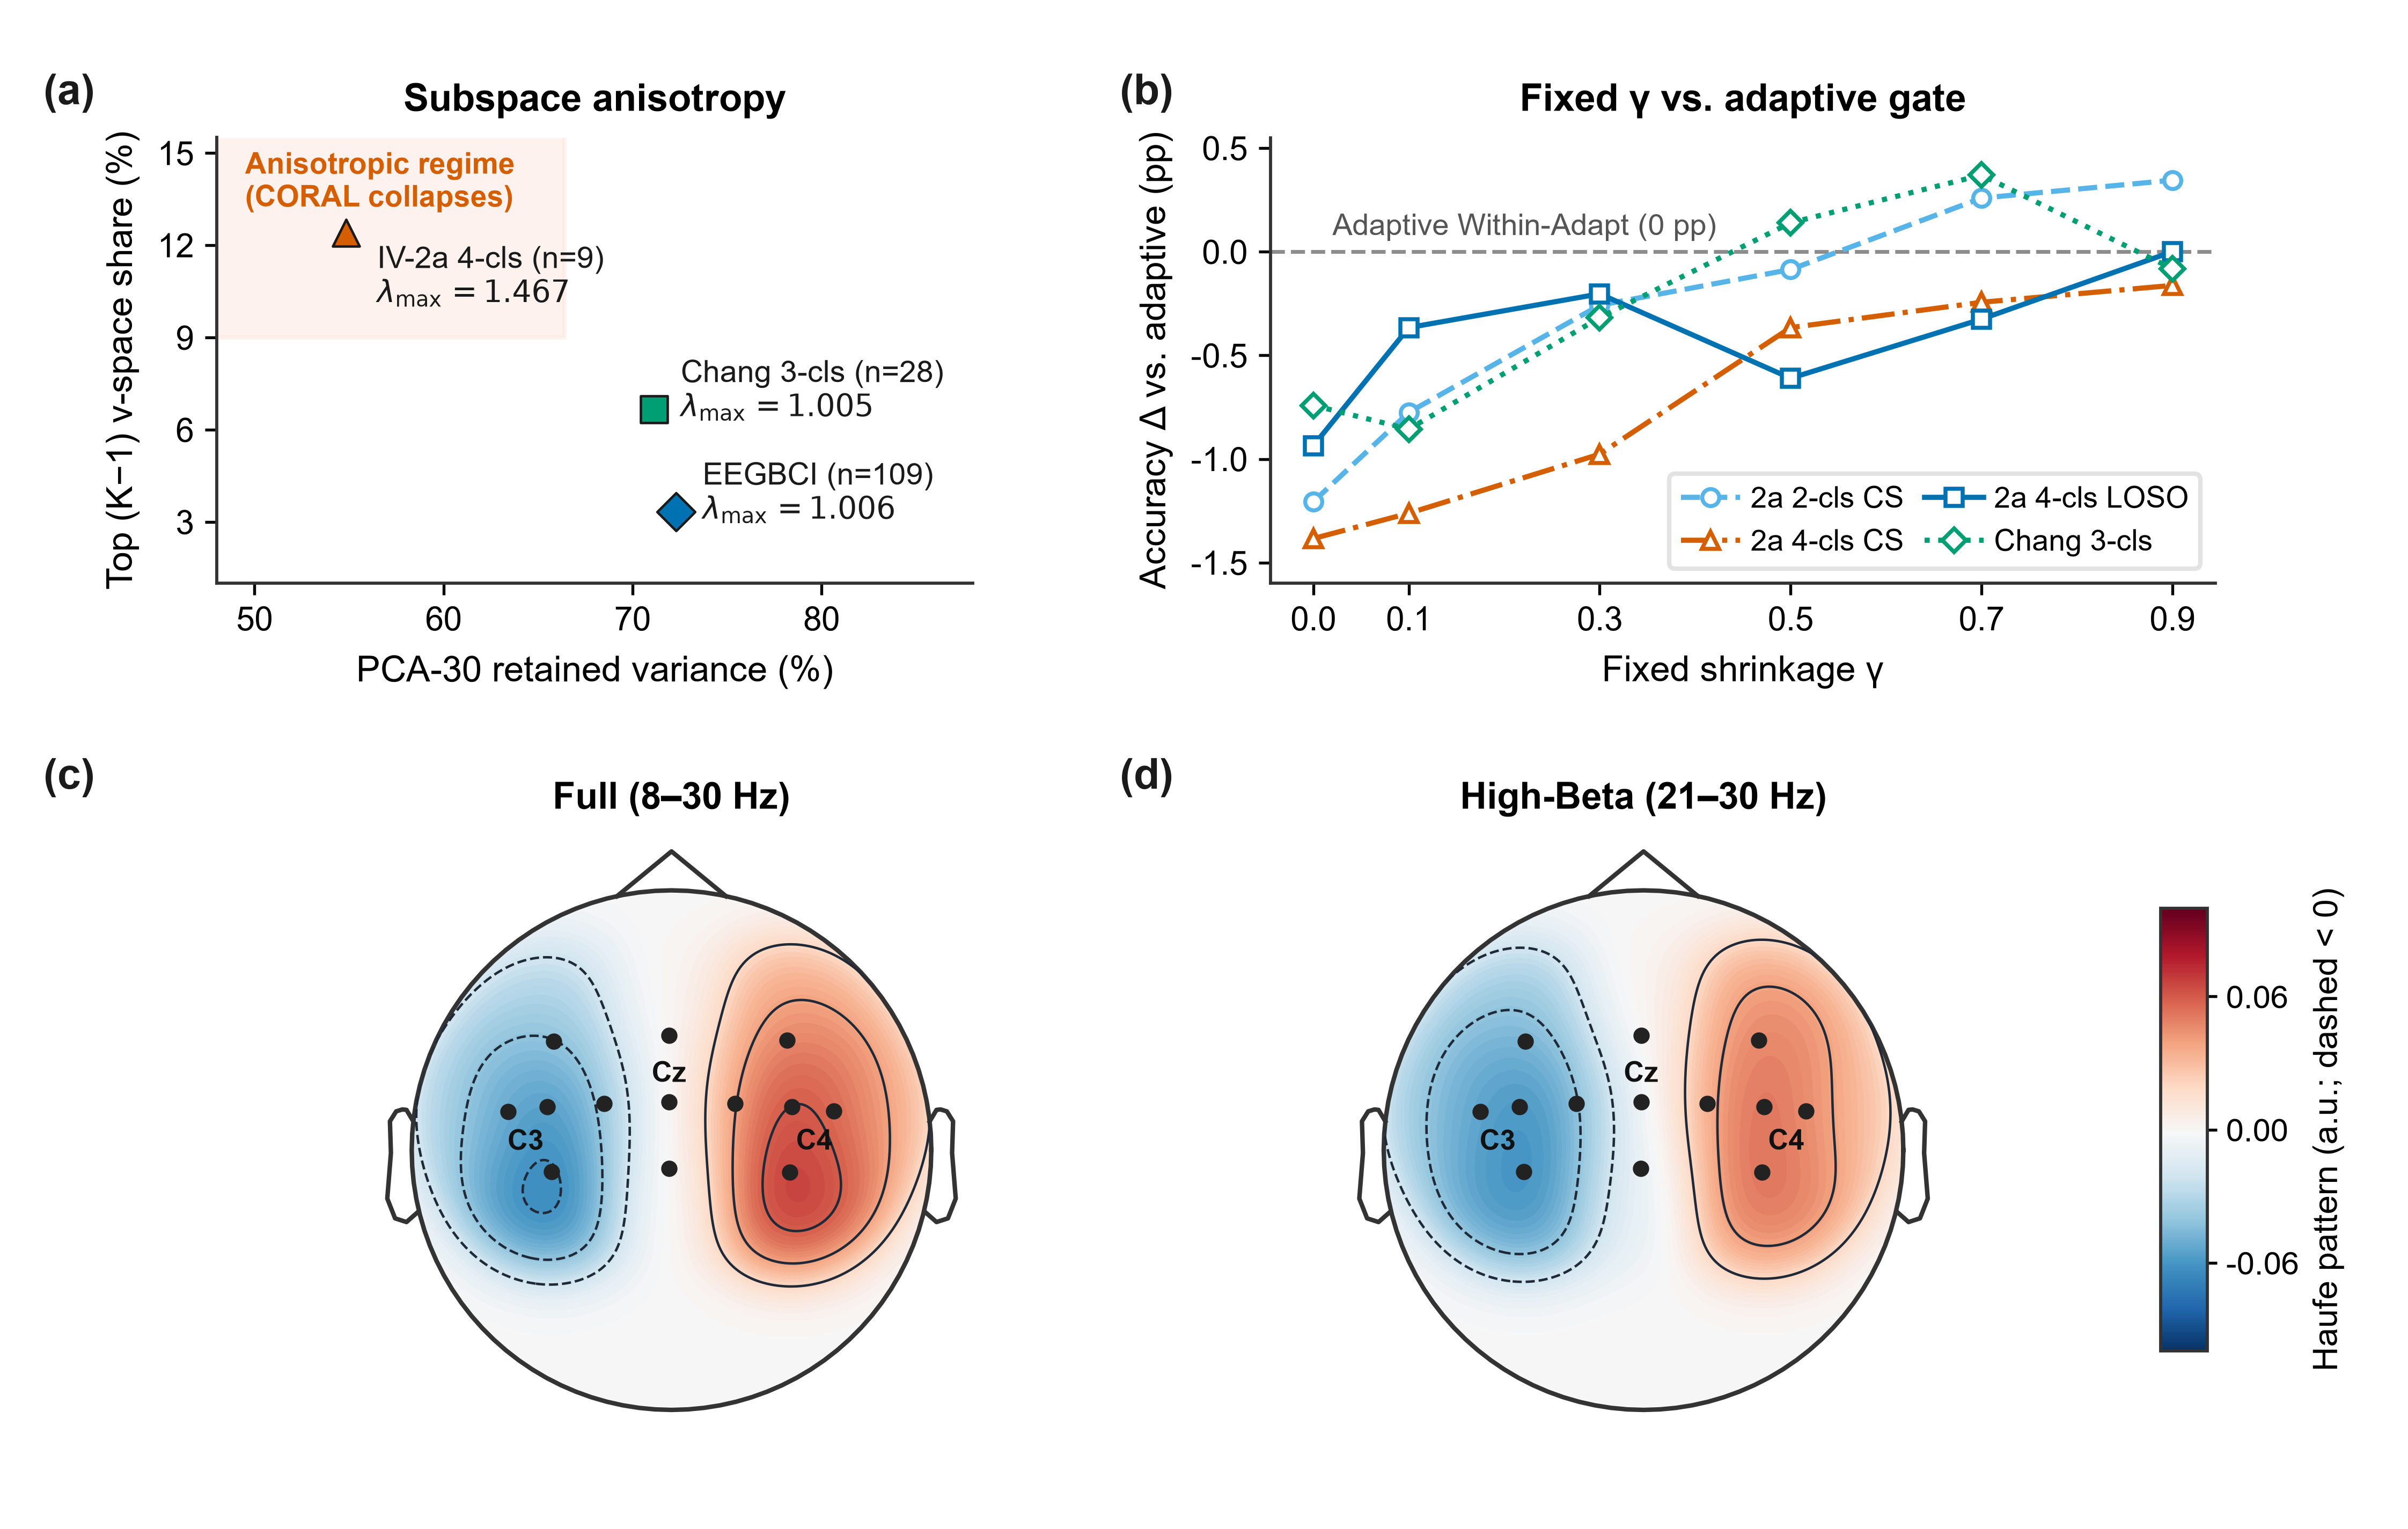 (a)
Subspace anisotropy
Top (K−1) v-space share (%)
15
12
9
6
3
Anisotropic regime
(CORAL collapses)
IV-2a 4-cls (n=9)
λmax = 1.467
Chang 3-cls (n=28)
λmax = 1.005
EEGBCI (n=109)
λmax = 1.006
50 60 70 80
PCA-30 retained variance (%)
(b)
Fixed γ vs. adaptive gate
Accuracy Δ vs. adaptive (pp)
0.5
0.0
-0.5
-1.0
-1.5
Adaptive Within-Adapt (0 pp)
2a 2-cls CS
2a 4-cls CS
2a 4-cls LOSO
Chang 3-cls
0.0 0.1 0.3 0.5 0.7 0.9
Fixed shrinkage γ
(c)
Full (8–30 Hz)
Cz
C3
C4
(d)
High-Beta (21–30 Hz)
Cz
C3
C4
0.06
0.00
-0.06
Haufe pattern (a.u.; dashed < 0)